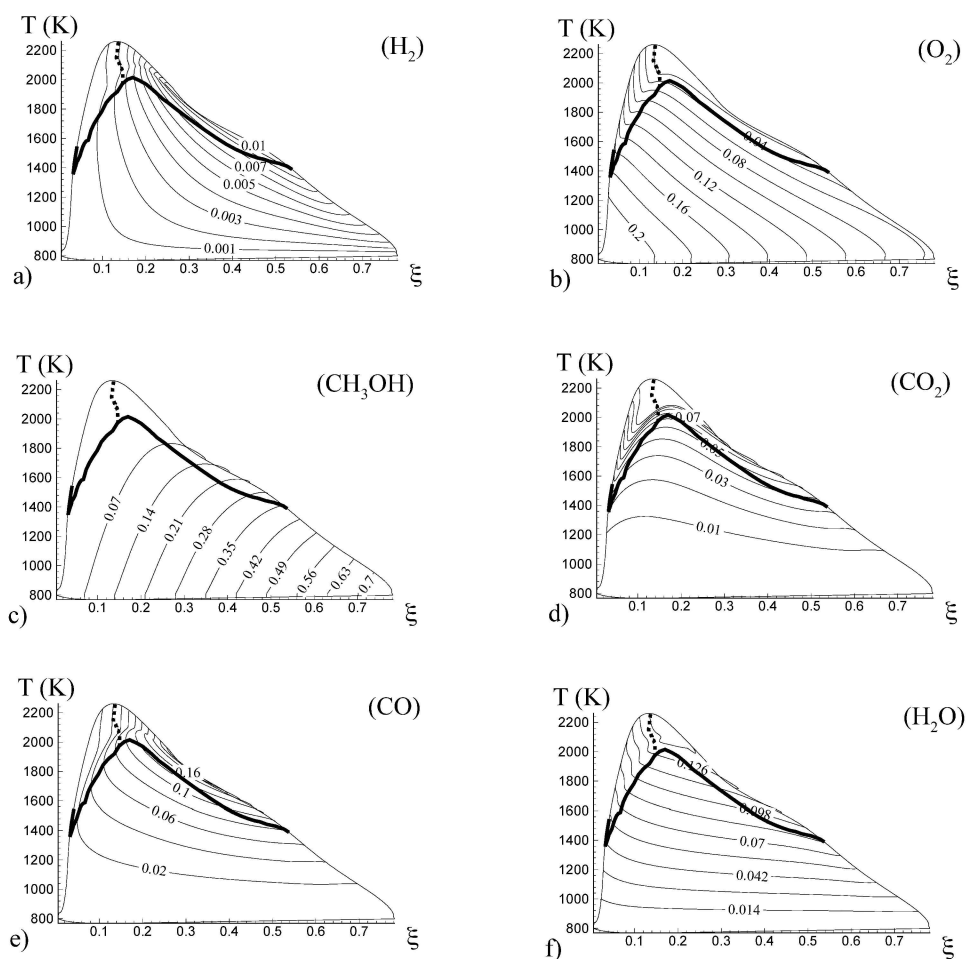 T (K)
(H₂)
2200
2000
1800
1600
1400
1200
1000
800
0.01
0.007
0.005
0.003
0.001
0.1 0.2 0.3 0.4 0.5 0.6 0.7
ξ
a)
T (K)
(O₂)
2200
2000
1800
1600
1400
1200
1000
800
0.04
0.08
0.12
0.16
0.2
0.1 0.2 0.3 0.4 0.5 0.6 0.7
ξ
b)
T (K)
(CH₃OH)
2200
2000
1800
1600
1400
1200
1000
800
0.07
0.14
0.21
0.28
0.35
0.42
0.49
0.56
0.63
0.7
0.1 0.2 0.3 0.4 0.5 0.6 0.7
ξ
c)
T (K)
(CO₂)
2200
2000
1800
1600
1400
1200
1000
800
0.07
0.05
0.03
0.01
0.1 0.2 0.3 0.4 0.5 0.6 0.7
ξ
d)
T (K)
(CO)
2200
2000
1800
1600
1400
1200
1000
800
0.16
0.1
0.06
0.02
0.1 0.2 0.3 0.4 0.5 0.6 0.7
ξ
e)
T (K)
(H₂O)
2200
2000
1800
1600
1400
1200
1000
800
0.126
0.098
0.07
0.042
0.014
0.1 0.2 0.3 0.4 0.5 0.6 0.7
ξ
f)